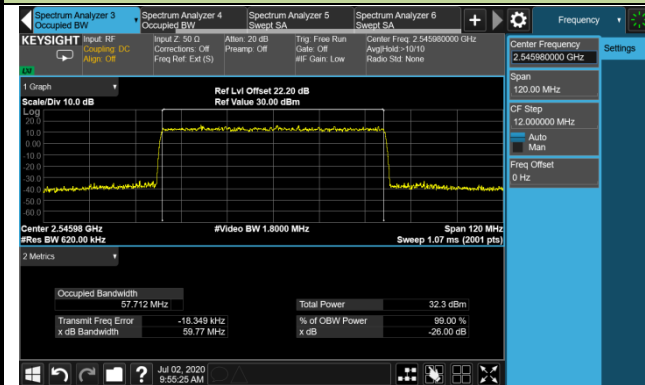 Spectrum Analyzer 3
Occupied BW
Spectrum Analyzer 4
Occupied BW
Spectrum Analyzer 5
Swept SA
Spectrum Analyzer 6
Swept SA
+
Frequency
KEYSIGHT
Input: RF
Coupling: DC
Align: Off
Input Z: 50 Ω
Corrections: Off
Freq Ref: Ext (S)
Atten: 20 dB
Preamp: Off
Trig: Free Run
Gate: Off
#IF Gain: Low
Center Freq: 2.545980000 GHz
Avg|Hold:>10/10
Radio Std: None
LV
Center Frequency
2.545980000 GHz
Settings
Span
120.00 MHz
CF Step
12.000000 MHz
Auto
Man
Freq Offset
0 Hz
1 Graph
Scale/Div 10.0 dB
Ref Lvl Offset 22.20 dB
Ref Value 30.00 dBm
Log
20.0
10.0
0.00
-10.0
-20.0
-30.0
-40.0
-50.0
-60.0
Center 2.54598 GHz
#Res BW 620.00 kHz
#Video BW 1.8000 MHz
Span 120 MHz
Sweep 1.07 ms (2001 pts)
2 Metrics
Occupied Bandwidth
57.712 MHz
Total Power 32.3 dBm
Transmit Freq Error -18.349 kHz
% of OBW Power 99.00 %
x dB Bandwidth 59.77 MHz
x dB -26.00 dB
?
Jul 02, 2020
9:55:25 AM